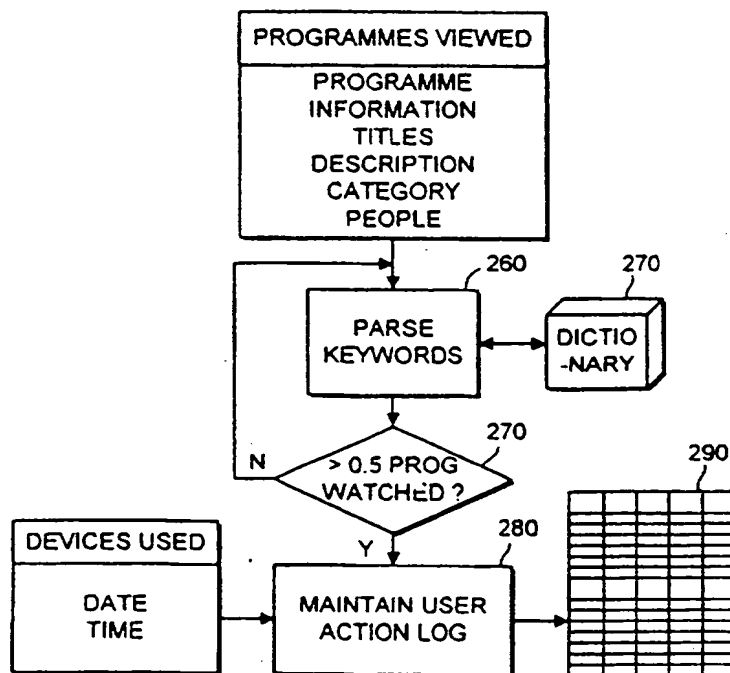 PROGRAMMES VIEWED
PROGRAMME
INFORMATION
TITLES
DESCRIPTION
CATEGORY
PEOPLE
260
270
PARSE
KEYWORDS
DICTIO
-NARY
270
N
> 0.5 PROG
WATCHED ?
290
DEVICES USED
Y
280
DATE
TIME
MAINTAIN USER
ACTION LOG